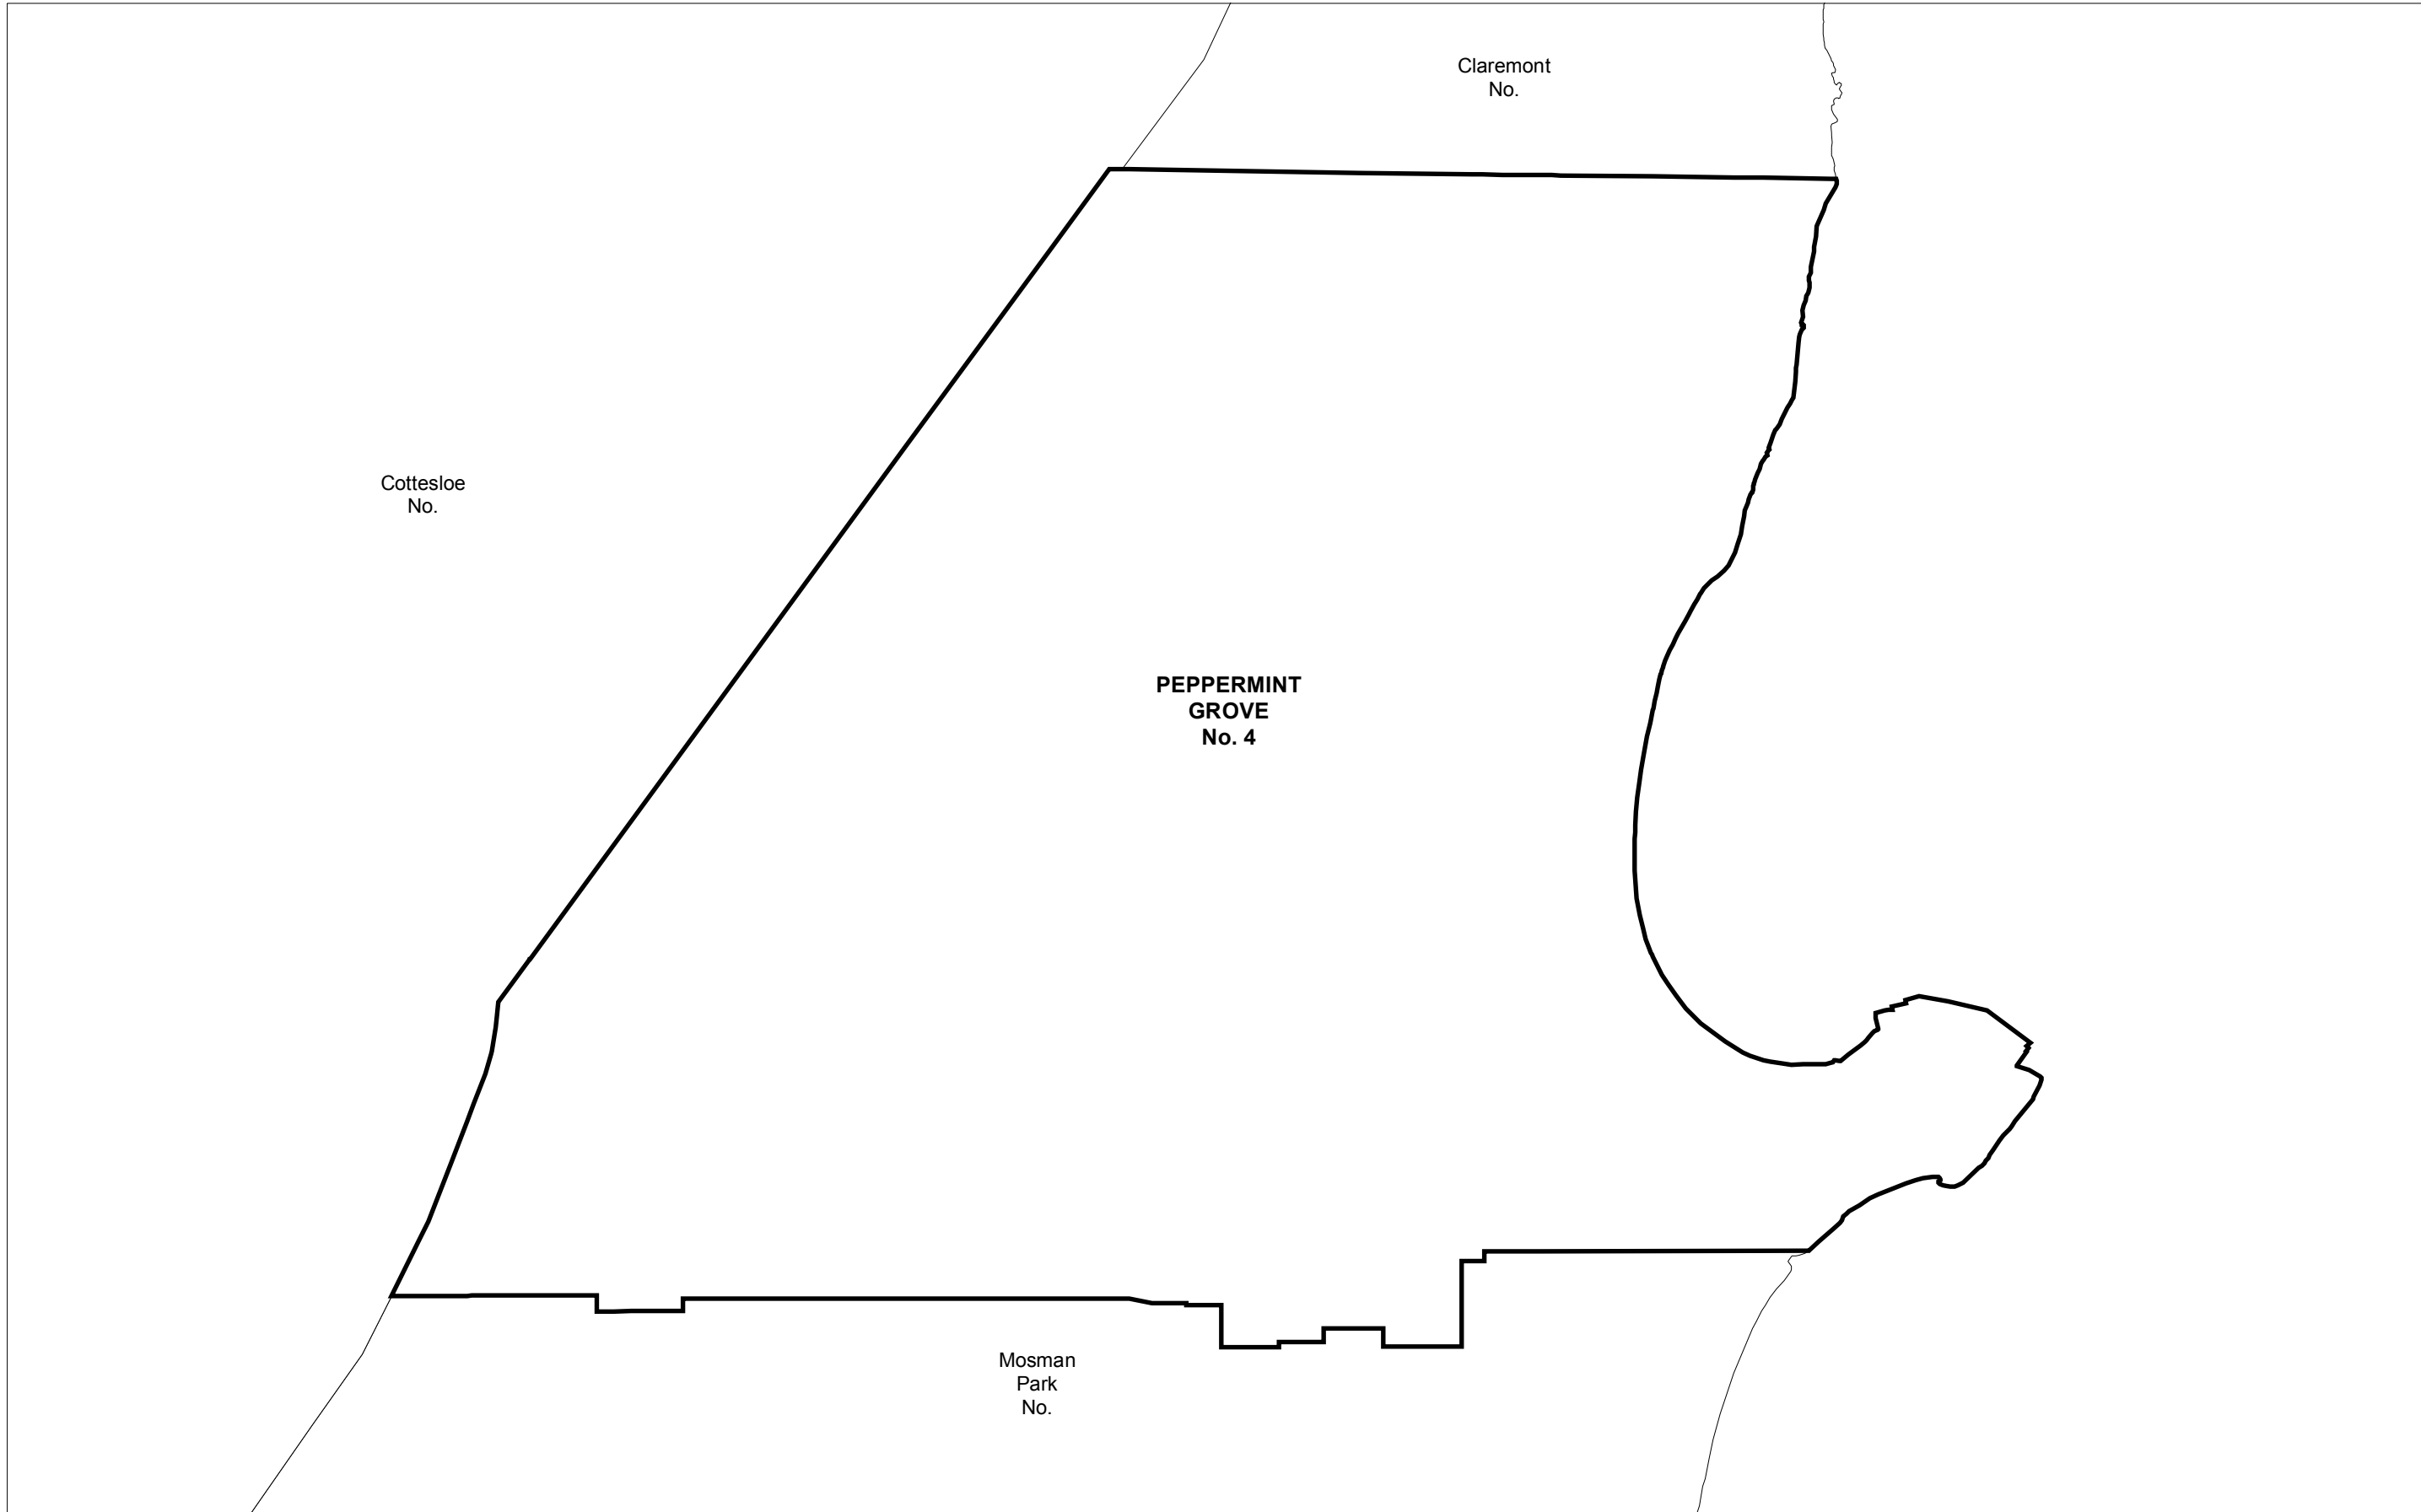 Claremont
No.
Cottesloe
No.
PEPPERMINT
GROVE
No. 4
Mosman
Park
No.